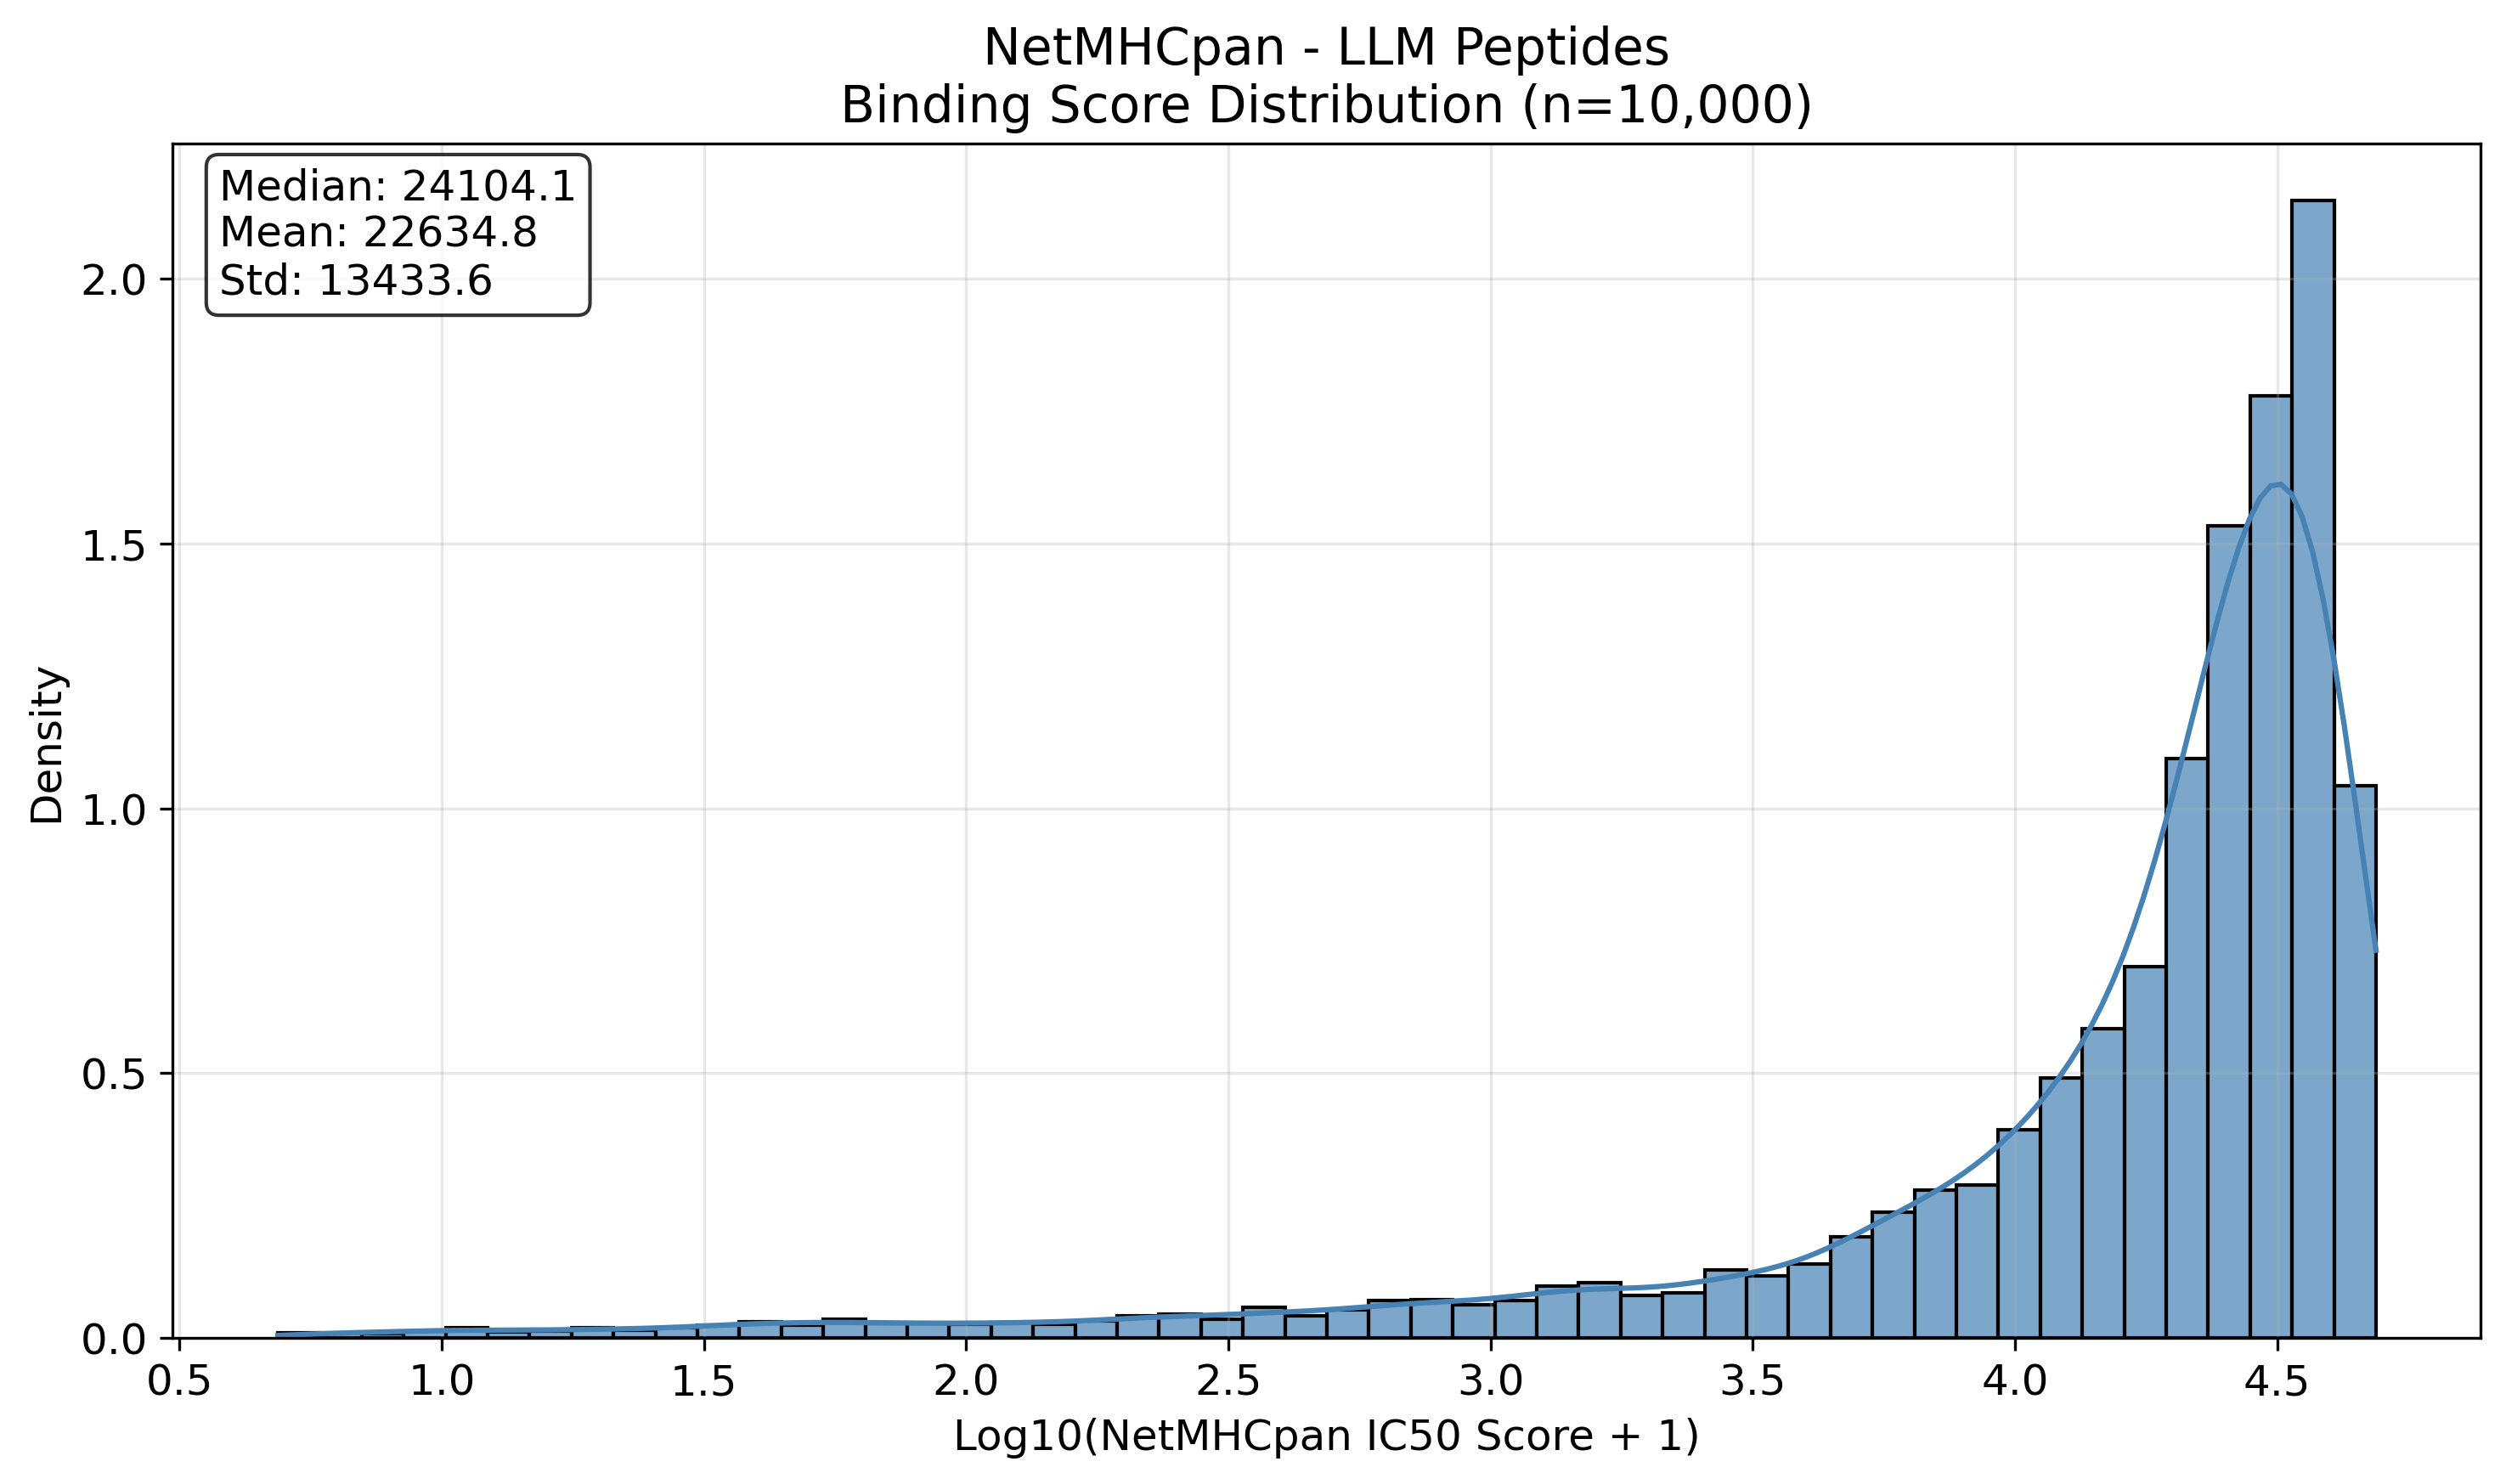 NetMHCpan - LLM Peptides
Binding Score Distribution (n=10,000)
Median: 24104.1
Mean: 22634.8
Std: 13433.6
Density
2.0
1.5
1.0
0.5
0.0
0.5 1.0 1.5 2.0 2.5 3.0 3.5 4.0 4.5
Log10(NetMHCpan IC50 Score + 1)